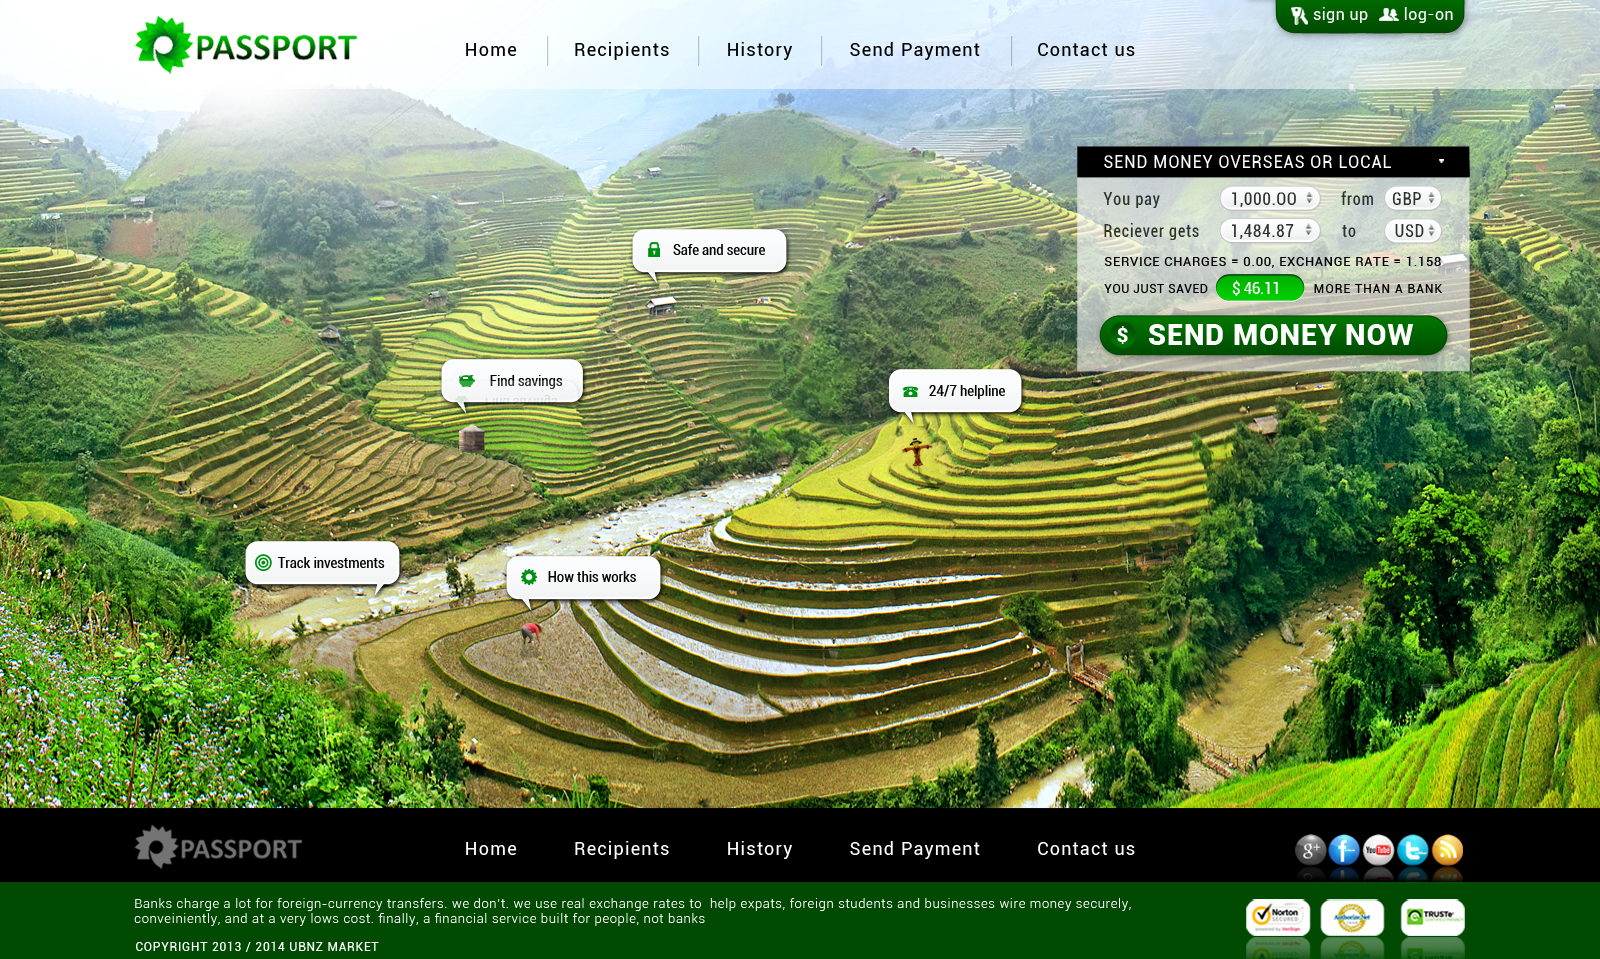 sign up log-on
PASSPORT
Home Recipients History Send Payment Contact us
SEND MONEY OVERSEAS OR LOCAL
You pay 1,000.00 from GBP
Reciever gets 1,484.87 to USD
SERVICE CHARGES = 0.00, EXCHANGE RATE = 1.158
YOU JUST SAVED $ 46.11 MORE THAN A BANK
$ SEND MONEY NOW
Safe and secure
Find savings
24/7 helpline
Track investments
How this works
PASSPORT
Home Recipients History Send Payment Contact us
g+ f You Tube t
Banks charge a lot for foreign-currency transfers. we don't. we use real exchange rates to help expats, foreign students and businesses wire money securely,
conveiniently, and at a very lows cost. finally, a financial service built for people, not banks
COPYRIGHT 2013 / 2014 UBNZ MARKET
Norton
SECURED
powered by VeriSign
Authorize.Net
TRUSTe